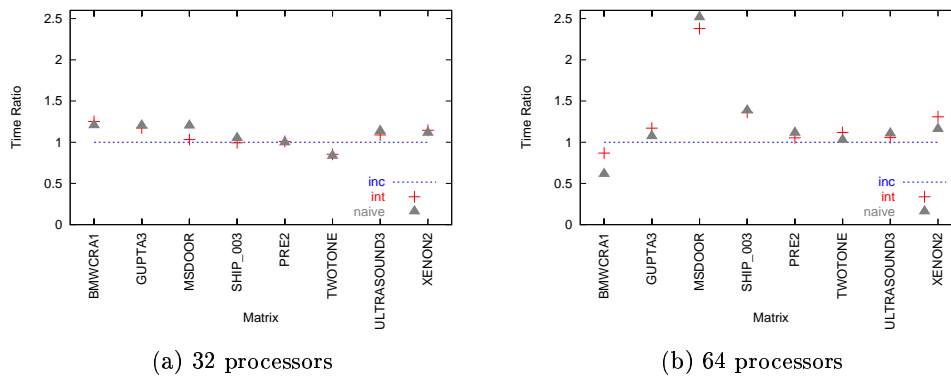 2.5
2
1.5
1
0.5
0
Time Ratio
inc
int
naive
BMWCRA1
GUPTA3
MSDOOR
SHIP_003
PRE2
TWOTONE
ULTRASOUND3
XENON2
Matrix
(a) 32 processors
2.5
2
1.5
1
0.5
0
Time Ratio
inc
int
naive
BMWCRA1
GUPTA3
MSDOOR
SHIP_003
PRE2
TWOTONE
ULTRASOUND3
XENON2
Matrix
(b) 64 processors